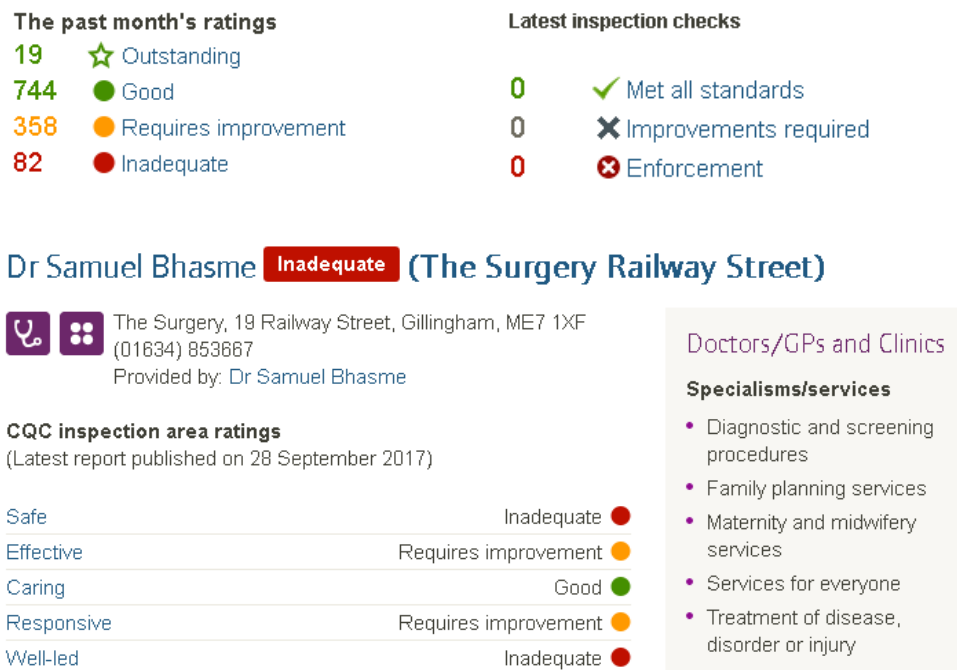 The past month's ratings
19 Outstanding
744 Good
358 Requires improvement
82 Inadequate
Latest inspection checks
0 Met all standards
0 Improvements required
0 Enforcement
Dr Samuel Bhasme Inadequate (The Surgery Railway Street)
The Surgery, 19 Railway Street, Gillingham, ME7 1XF
(01634) 853667
Provided by: Dr Samuel Bhasme
CQC inspection area ratings
(Latest report published on 28 September 2017)
Safe Inadequate
Effective Requires improvement
Caring Good
Responsive Requires improvement
Well-led Inadequate
Doctors/GPs and Clinics
Specialisms/services
• Diagnostic and screening
procedures
• Family planning services
• Maternity and midwifery
services
• Services for everyone
• Treatment of disease,
disorder or injury